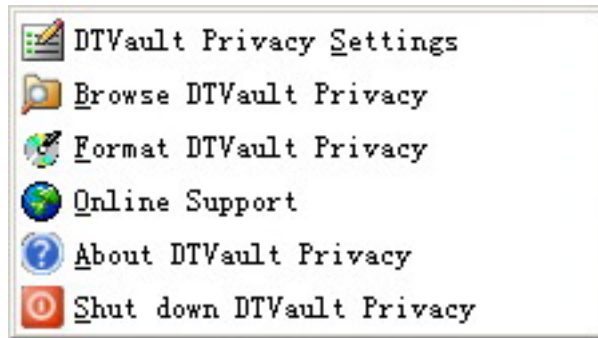 DTVault Privacy Settings
Browse DTVault Privacy
Format DTVault Privacy
Online Support
About DTVault Privacy
Shut down DTVault Privacy